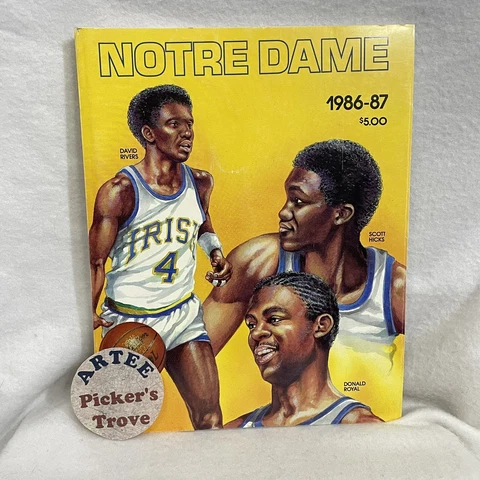 NOTRE DAME
1986-87
$5.00
DAVID
RIVERS
IRISH
4
SCOTT
HICKS
DONALD
ROYAL
ARTEE
Picker's
Trove